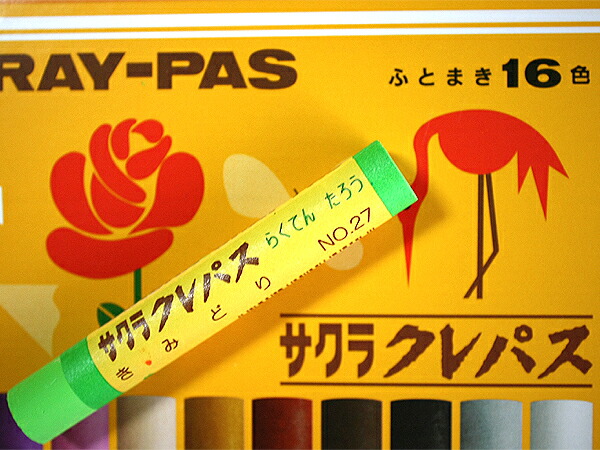 RAY-PAS
ふとまき16色
サクラクレパス
らくてん たろう
きみどり
NO.27
サクラクレパス